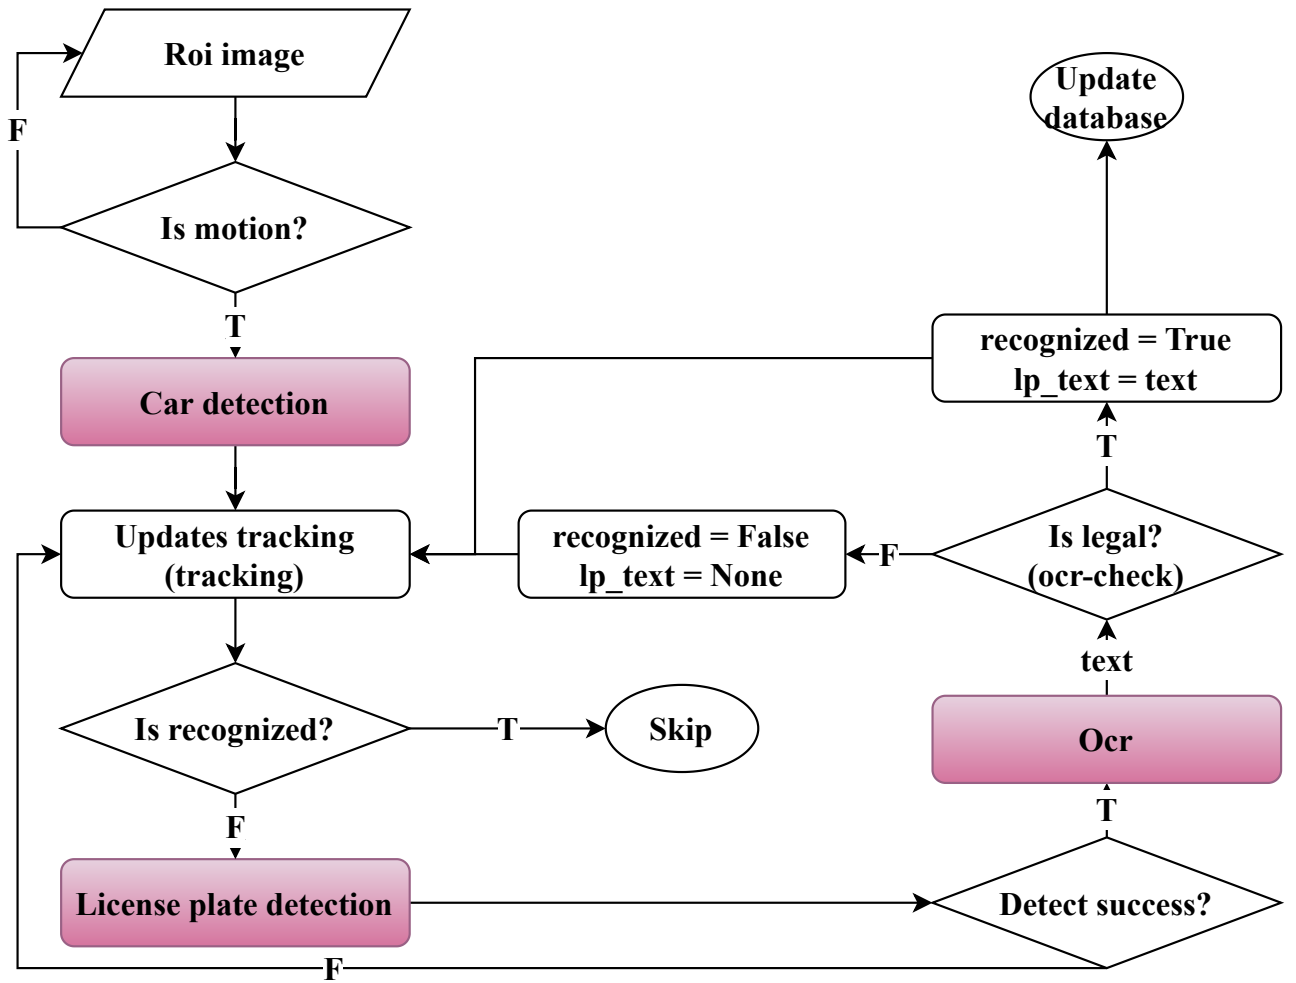 Roi image
F
Is motion?
T
Car detection
Updates tracking
(tracking)
Is recognized?
T
Skip
F
License plate detection
F
Detect success?
T
Ocr
text
Is legal?
(ocr-check)
F
recognized = False
lp_text = None
T
recognized = True
lp_text = text
Update
database